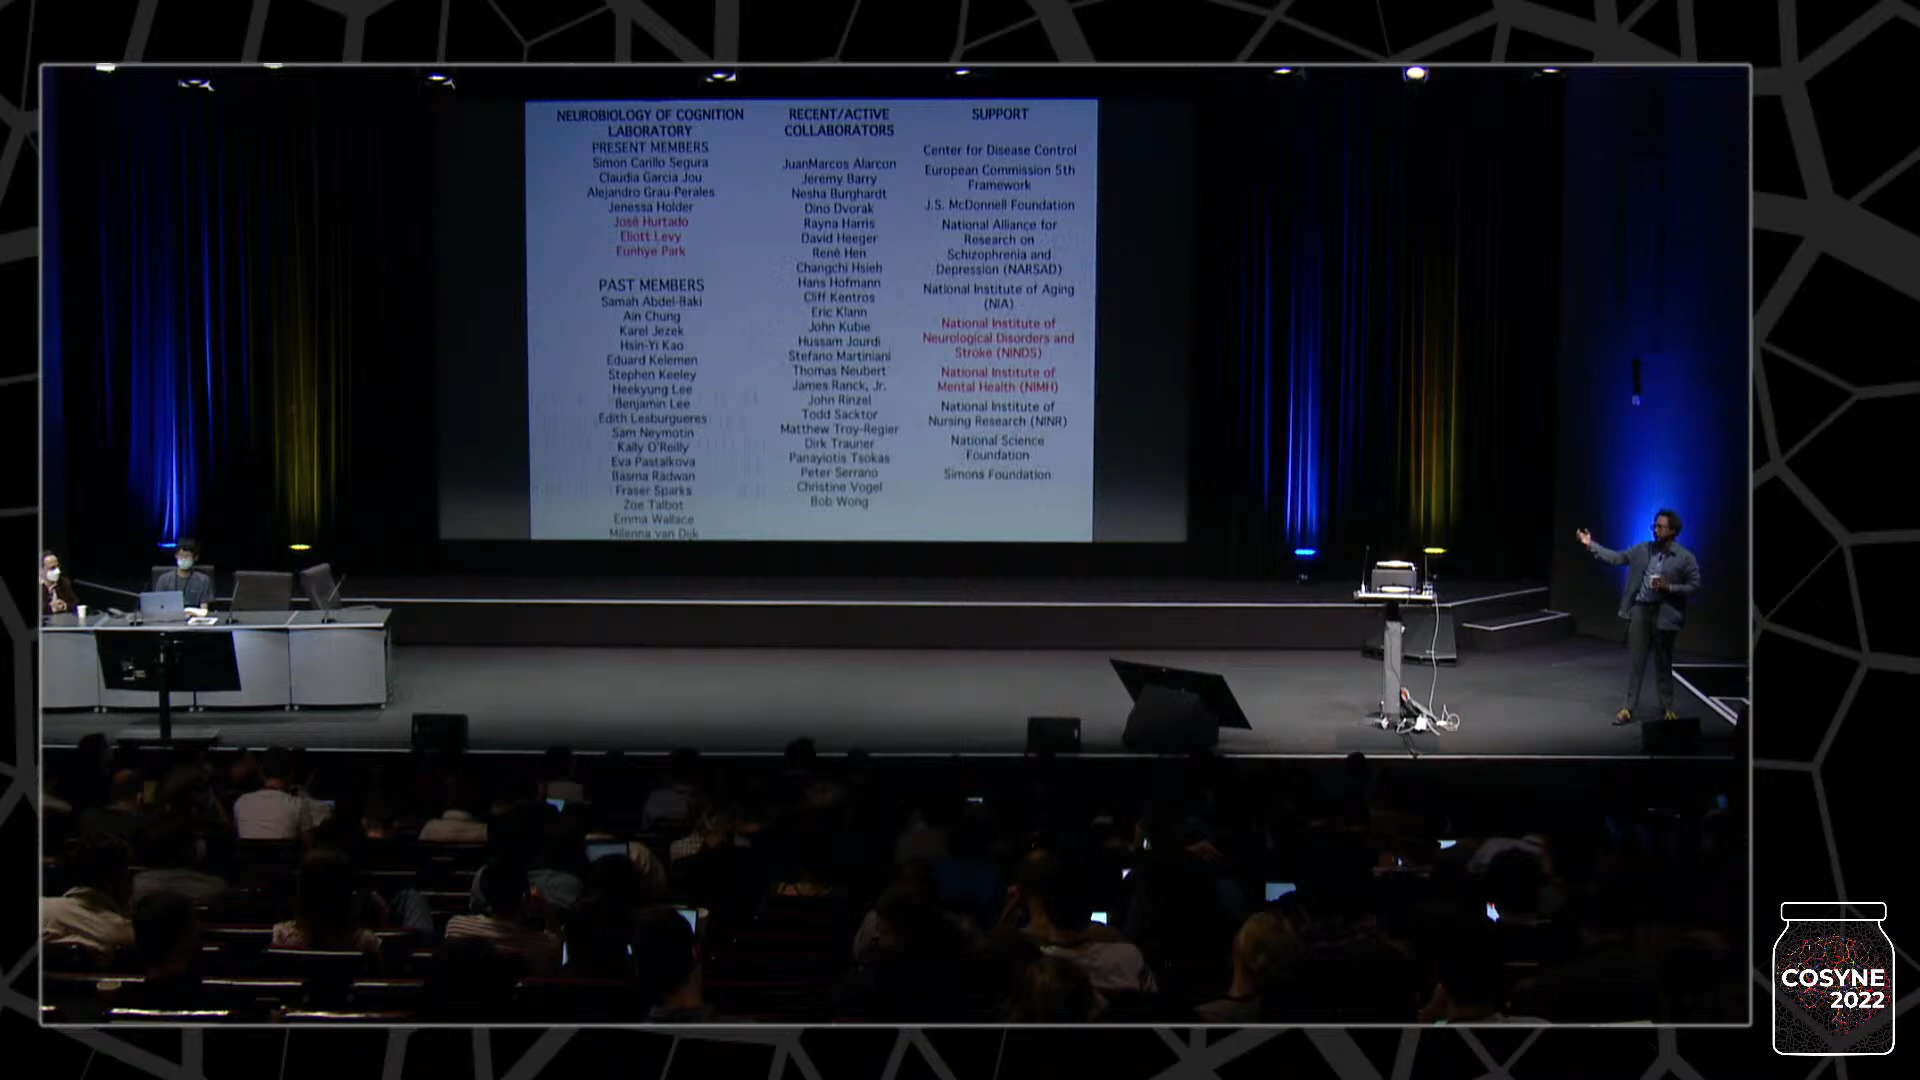 NEUROBIOLOGY OF COGNITION
LABORATORY
PRESENT MEMBERS
Simon Carillo Segura
Claudia Garcia Jou
Alejandro Grau-Perales
Jenessa Holder
José Hurtado
Eliott Levy
Eunhye Park
PAST MEMBERS
Samah Abdel-Baki
Ain Chung
Karel Jezek
Hsin-Yi Kao
Eduard Kelemen
Stephen Keeley
Heekyung Lee
Benjamin Lee
Edith Lesburgueres
Sam Neymotin
Kally O'Reilly
Eva Pastalkova
Basma Radwan
Fraser Sparks
Zoe Talbot
Emma Wallace
Milenna van Dijk
RECENT/ACTIVE
COLLABORATORS
JuanMarcos Alarcon
Jeremy Barry
Nesha Burghardt
Dino Dvorak
Rayna Harris
David Heeger
René Hen
Changchi Hsieh
Hans Hofmann
Cliff Kentros
Eric Klann
John Kubie
Hussam Jourdi
Stefano Martiniani
Thomas Neubert
James Ranck, Jr.
John Rinzel
Todd Sacktor
Matthew Troy-Regier
Dirk Trauner
Panayiotis Tsokas
Peter Serrano
Christine Vogel
Bob Wong
SUPPORT
Center for Disease Control
European Commission 5th
Framework
J.S. McDonnell Foundation
National Alliance for
Research on
Schizophrenia and
Depression (NARSAD)
National Institute of Aging
(NIA)
National Institute of
Neurological Disorders and
Stroke (NINDS)
National Institute of
Mental Health (NIMH)
National Institute of
Nursing Research (NINR)
National Science
Foundation
Simons Foundation
COSYNE
2022